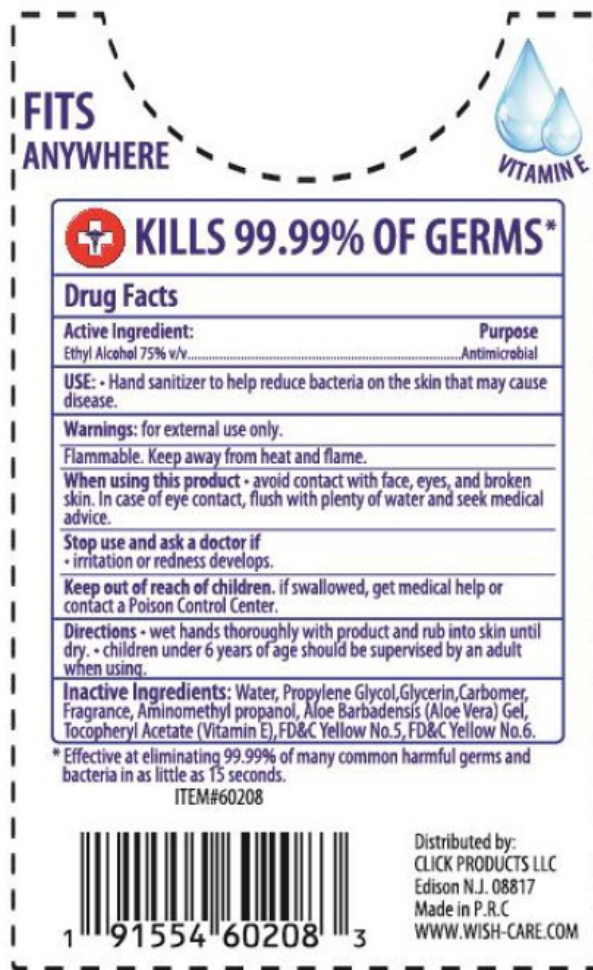 FITS
ANYWHERE
VITAMIN E
KILLS 99.99% OF GERMS*
Drug Facts
Active Ingredient: Purpose
Ethyl Alcohol 75% v/v..........Antimicrobial
USE: • Hand sanitizer to help reduce bacteria on the skin that may cause
disease.
Warnings: for external use only.
Flammable. Keep away from heat and flame.
When using this product • avoid contact with face, eyes, and broken
skin. In case of eye contact, flush with plenty of water and seek medical
advice.
Stop use and ask a doctor if
• irritation or redness develops.
Keep out of reach of children. if swallowed, get medical help or
contact a Poison Control Center.
Directions • wet hands thoroughly with product and rub into skin until
dry. • children under 6 years of age should be supervised by an adult
when using.
Inactive Ingredients: Water, Propylene Glycol,Glycerin,Carbomer,
Fragrance, Aminomethyl propanol, Aloe Barbadensis (Aloe Vera) Gel,
Tocopheryl Acetate (Vitamin E), FD&C Yellow No.5, FD&C Yellow No.6.
* Effective at eliminating 99.99% of many common harmful germs and
bacteria in as little as 15 seconds.
ITEM#60208
1 91554 60208 3
Distributed by:
CLICK PRODUCTS LLC
Edison N.J. 08817
Made in P.R.C
WWW.WISH-CARE.COM